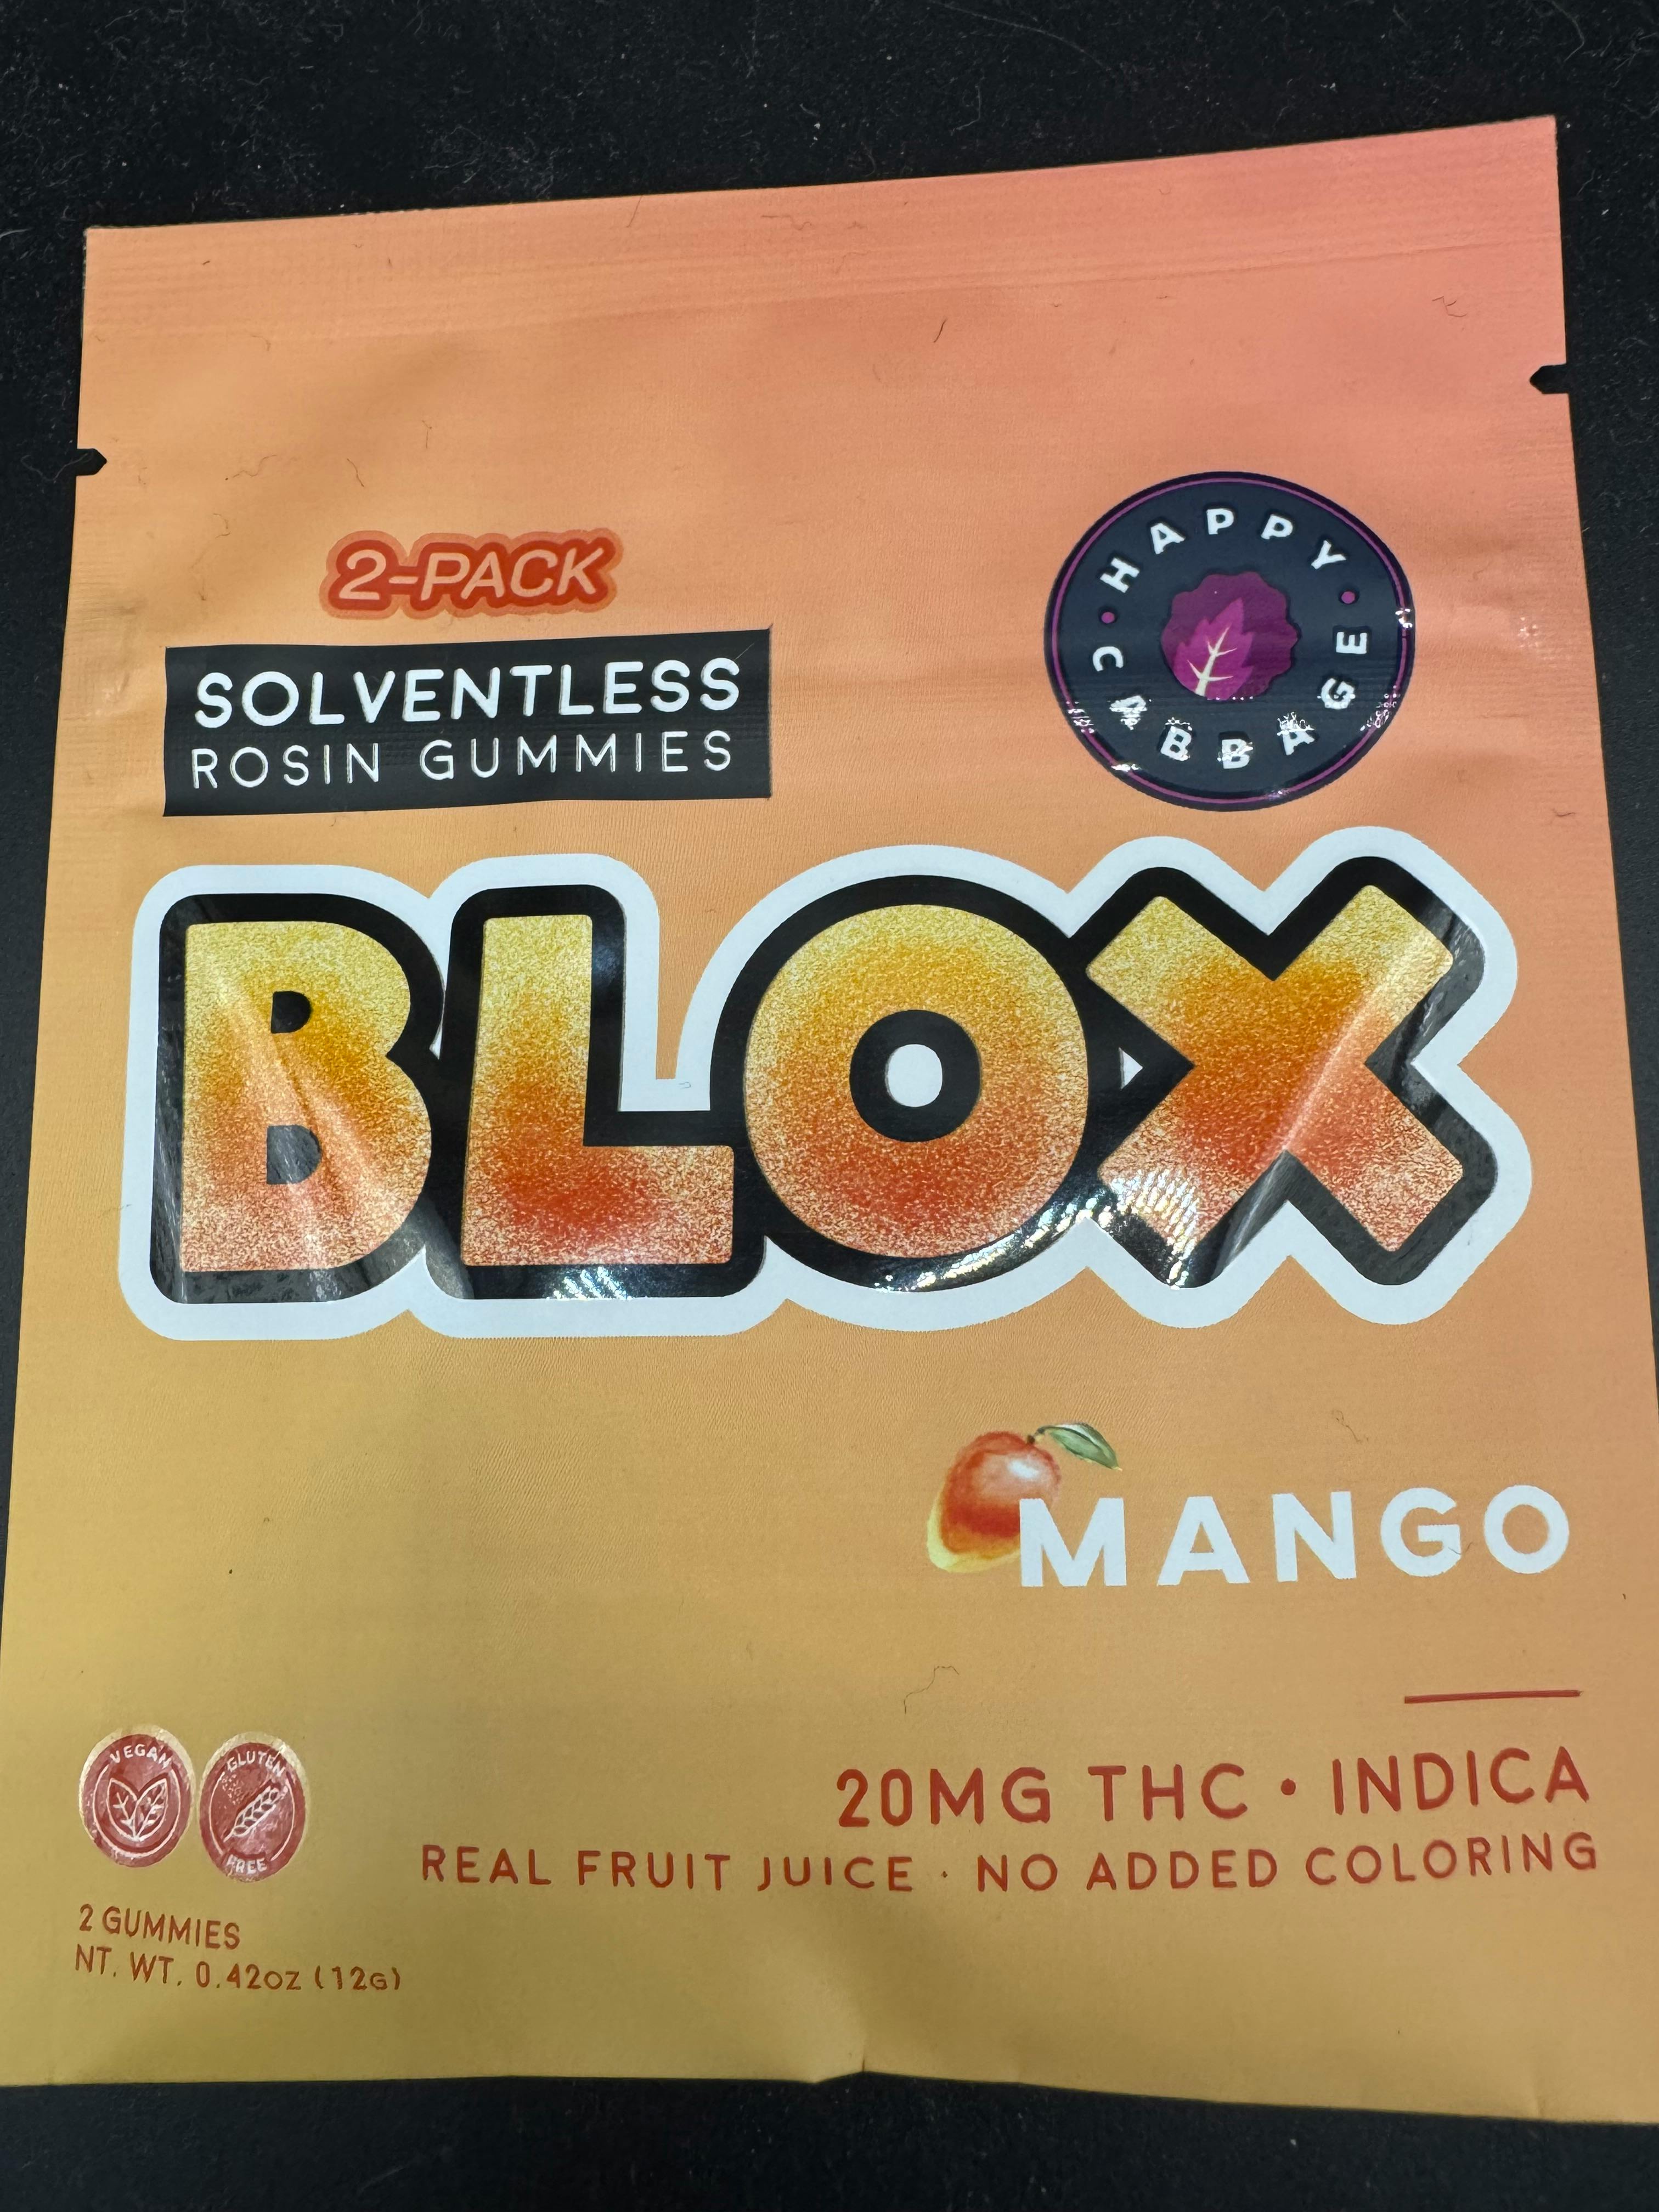 2-PACK
SOLVENTLESS
ROSIN GUMMIES
HAPPY
CABBAGE
BLOX
MANGO
20MG THC • INDICA
REAL FRUIT JUICE · NO ADDED COLORING
VEGAN
GLUTEN
FREE
2 GUMMIES
NT. WT. 0.42OZ (12G)